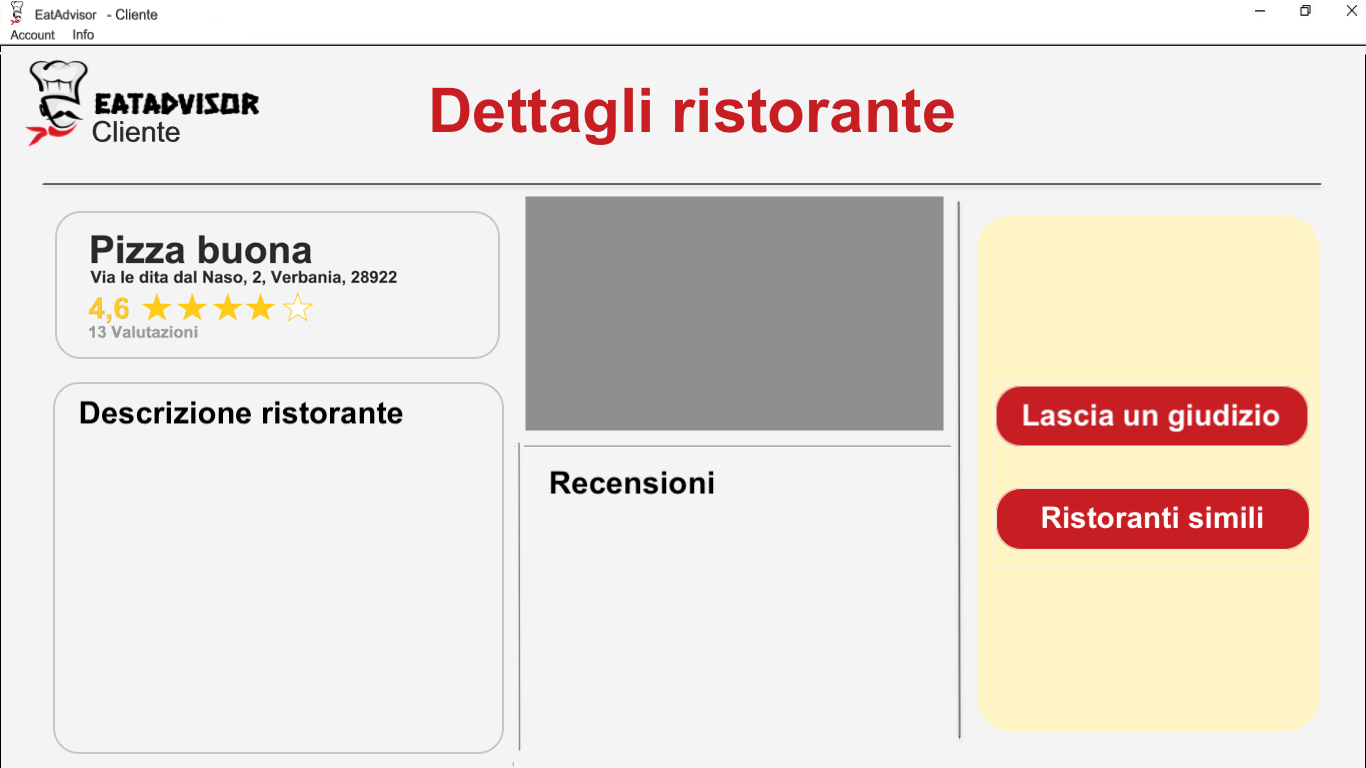 EatAdvisor - Cliente
Account Info
EATADVISOR
Cliente
Dettagli ristorante
Pizza buona
Via le dita dal Naso, 2, Verbania, 28922
4,6
13 Valutazioni
Descrizione ristorante
Recensioni
Lascia un giudizio
Ristoranti simili